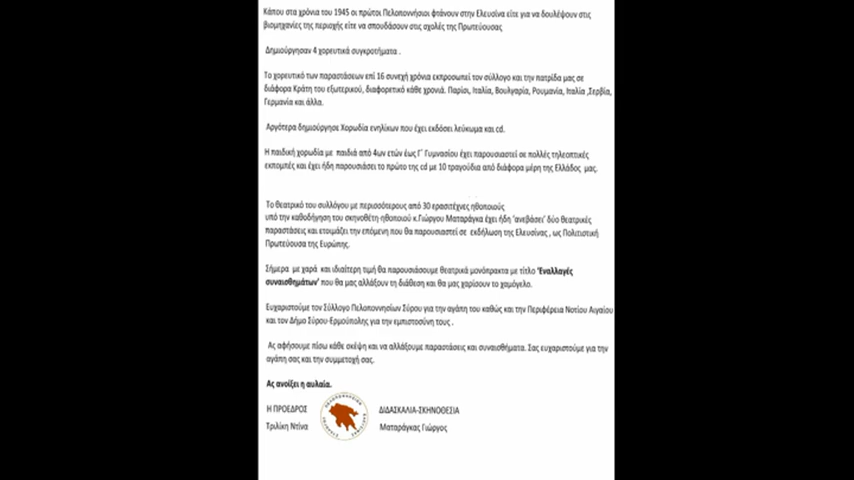 Κάπου στα χρόνια του 1945 οι πρώτοι Πελοποννήσιοι φτάνουν στην Ελευσίνα είτε για να δουλέψουν στις
βιομηχανίες της περιοχής είτε να σπουδάσουν στις σχολές της Πρωτεύουσας
Δημιούργησαν 4 χορευτικά συγκροτήματα .
Το χορευτικό των παραστάσεων επί 16 συνεχή χρόνια εκπροσωπεί τον σύλλογο και την πατρίδα μας σε
διάφορα Κράτη του εξωτερικού, διαφορετικό κάθε χρονιά. Παρίσι, Ιταλία, Βουλγαρία, Ρουμανία, Ιταλία ,Σερβία,
Γερμανία και άλλα.
Αργότερα δημιούργησε Χορωδία ενηλίκων που έχει εκδόσει λεύκωμα και cd.
Η παιδική χορωδία με παιδιά από 4ων ετών έως Γ΄ Γυμνασίου έχει παρουσιαστεί σε πολλές τηλεοπτικές
εκπομπές και έχει ήδη παρουσιάσει το πρώτο της cd με 10 τραγούδια από διάφορα μέρη της Ελλάδος μας.
Το θεατρικό του συλλόγου με περισσότερους από 30 ερασιτέχνες ηθοποιούς
υπό την καθοδήγηση του σκηνοθέτη-ηθοποιού κ.Γιώργου Ματαράγκα έχει ήδη ‘ανεβάσει’ δύο θεατρικές
παραστάσεις και ετοιμάζει την επόμενη που θα παρουσιαστεί σε εκδήλωση της Ελευσίνας , ως Πολιτιστική
Πρωτεύουσα της Ευρώπης.
Σήμερα με χαρά και ιδιαίτερη τιμή θα παρουσιάσουμε θεατρικά μονόπρακτα με τίτλο ‘Εναλλαγές
συναισθημάτων’ που θα μας αλλάξουν τη διάθεση και θα μας χαρίσουν το χαμόγελο.
Ευχαριστούμε τον Σύλλογο Πελοποννησίων Σύρου για την αγάπη του καθώς και την Περιφέρεια Νοτίου Αιγαίου
και τον Δήμο Σύρου-Ερμούπολης για την εμπιστοσύνη τους .
Ας αφήσουμε πίσω κάθε σκέψη και να αλλάξουμε παραστάσεις και συναισθήματα. Σας ευχαριστούμε για την
αγάπη σας και την συμμετοχή σας.
Ας ανοίξει η αυλαία.
Η ΠΡΟΕΔΡΟΣ ΔΙΔΑΣΚΑΛΙΑ-ΣΚΗΝΟΘΕΣΙΑ
Τριλίκη Ντίνα Ματαράγκας Γιώργος